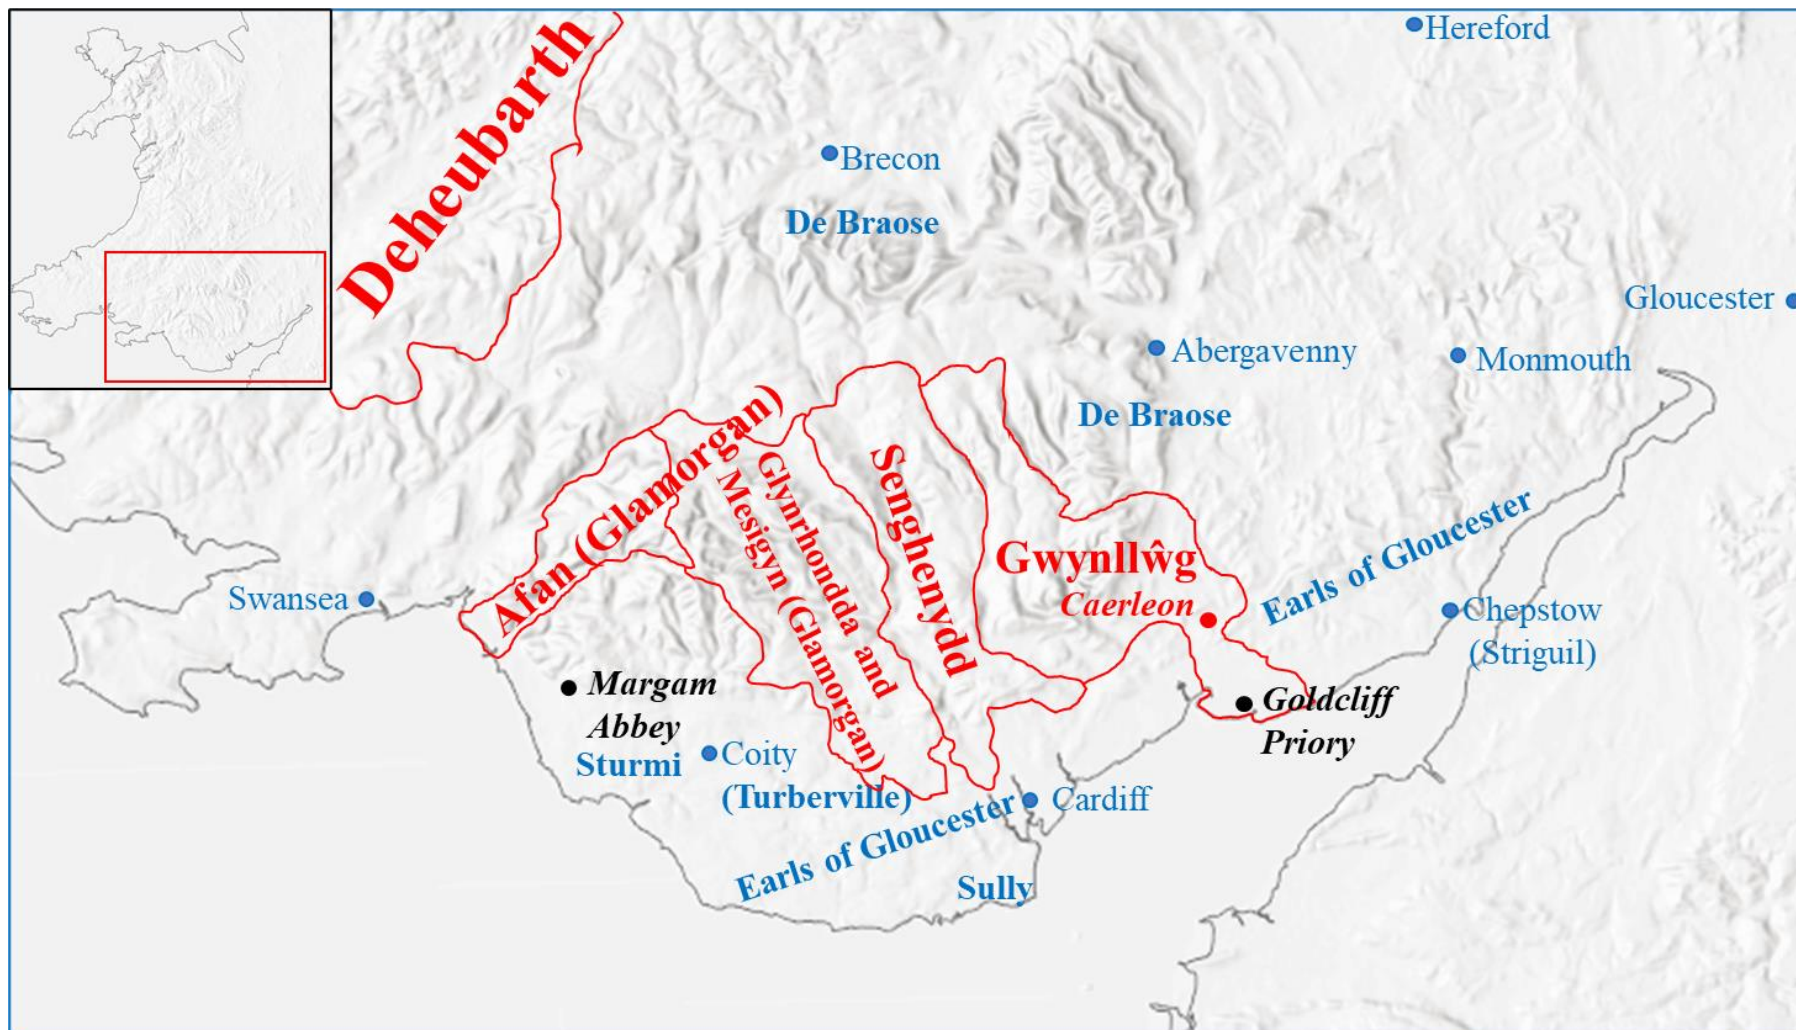 Hereford
Deheubarth
Brecon
De Braose
Gloucester
Abergavenny
Monmouth
De Braose
Afan (Glamorgan)
Glynrhondda and
Mesigyn (Glamorgan)
Senghenydd
Gwynllŵg
Caerleon
Earls of Gloucester
Swansea
Chepstow
(Striguil)
Margam
Abbey
Goldcliff
Priory
Sturmi
Coity
(Turberville)
Earls of Gloucester
Cardiff
Sully